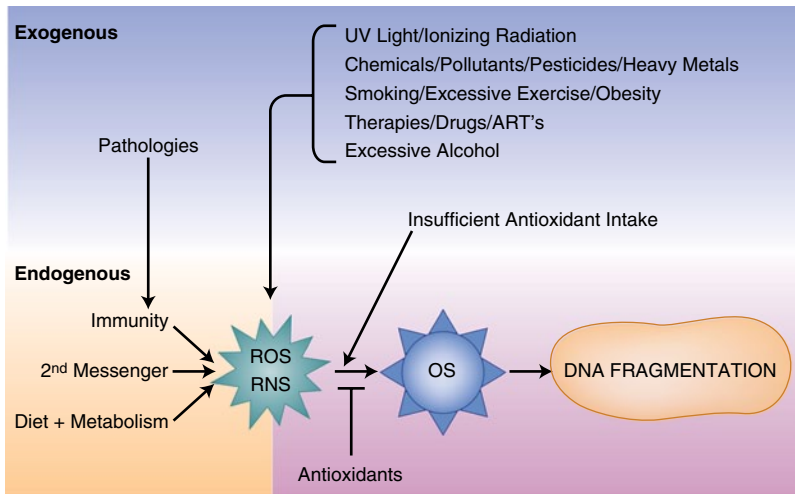 Exogenous
UV Light/Ionizing Radiation
Chemicals/Pollutants/Pesticides/Heavy Metals
Smoking/Excessive Exercise/Obesity
Therapies/Drugs/ART's
Excessive Alcohol
Pathologies
Insufficient Antioxidant Intake
Endogenous
Immunity
2nd Messenger
Diet + Metabolism
ROS
RNS
OS
DNA FRAGMENTATION
Antioxidants